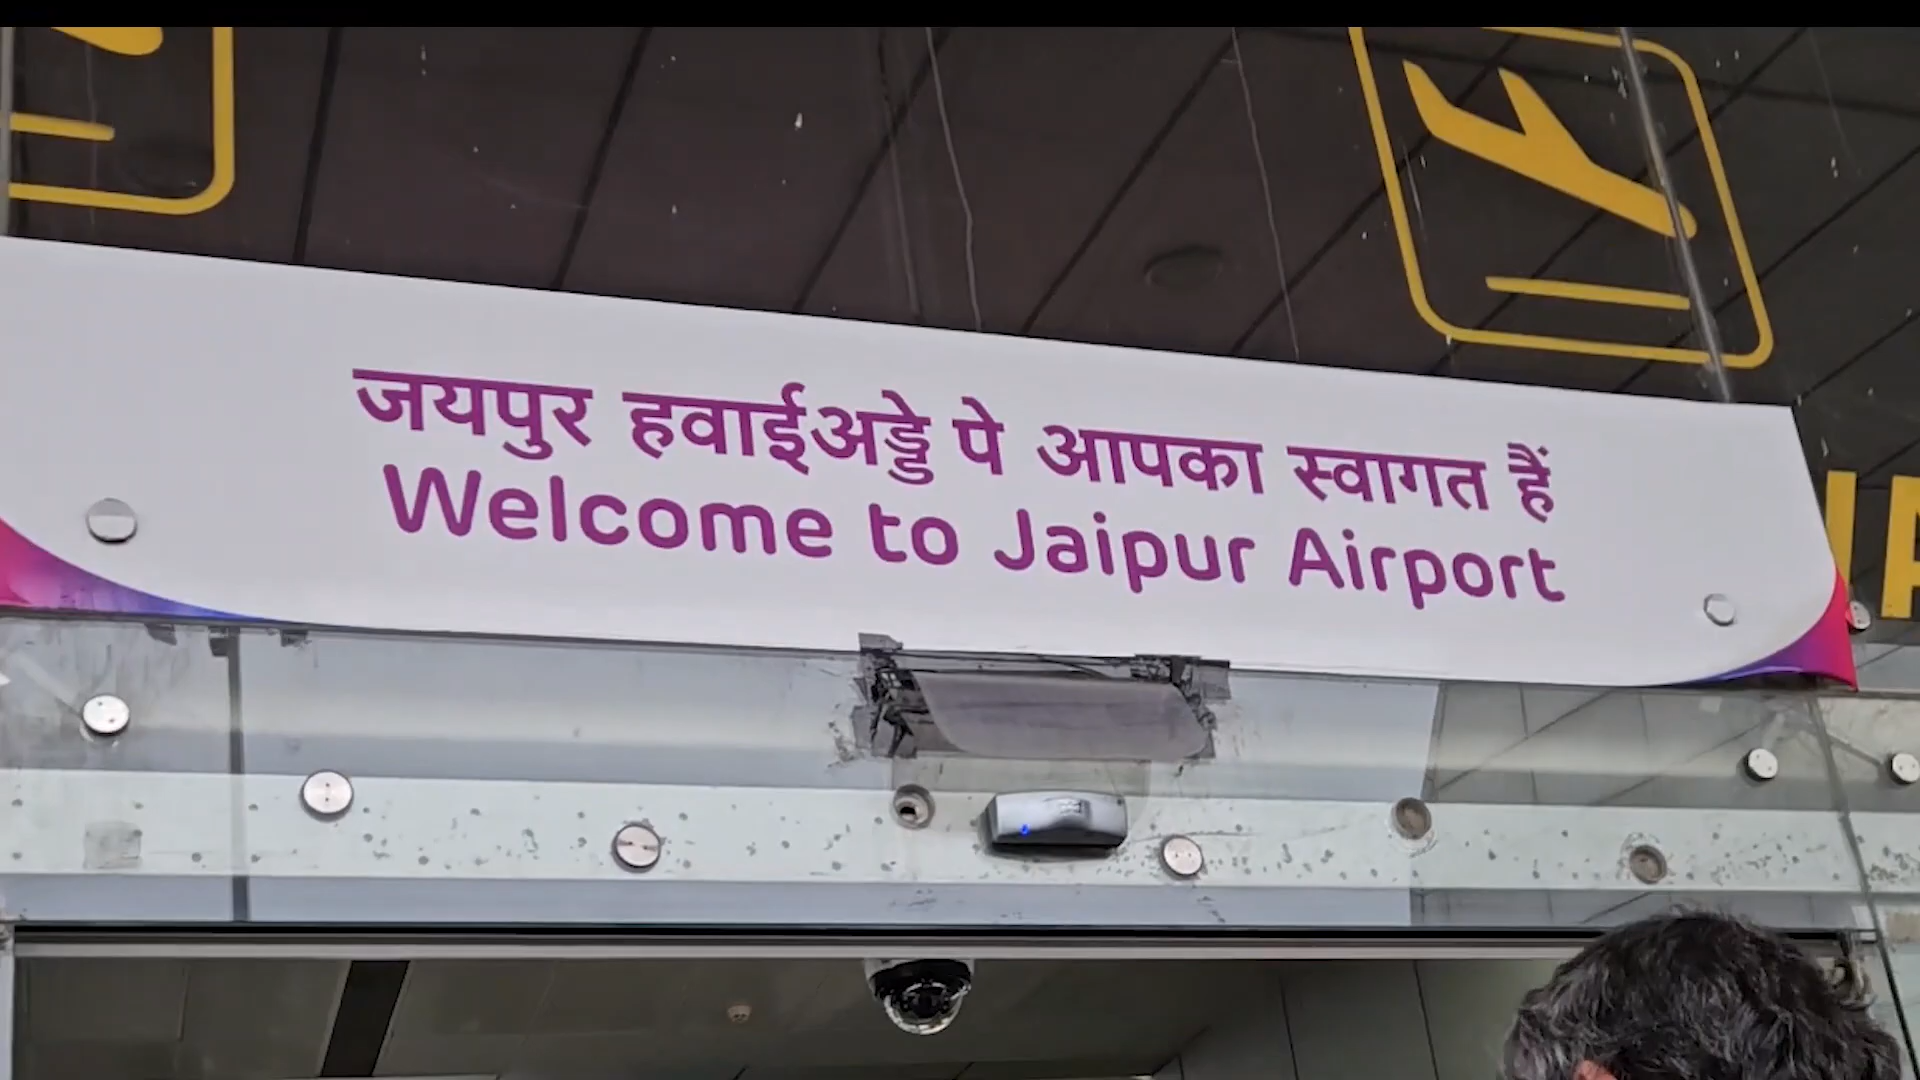 जयपुर हवाईअड्डे पे आपका स्वागत हैं
Welcome to Jaipur Airport